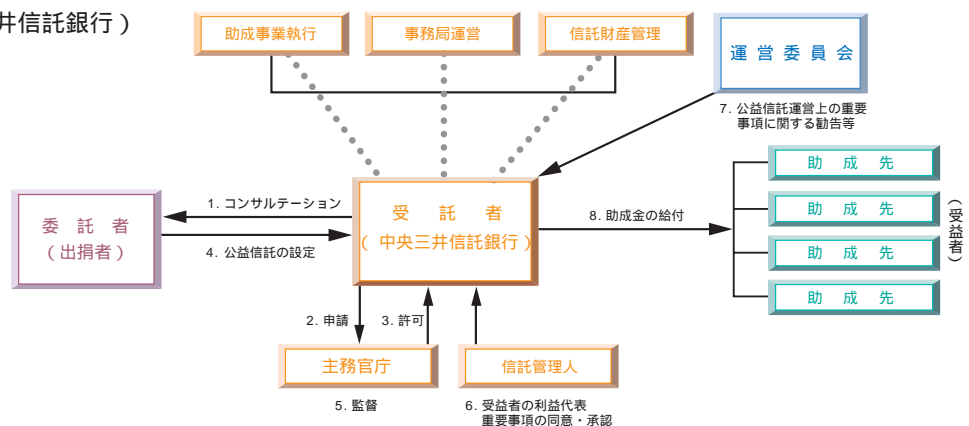 井信託銀行）
助成事業執行
事務局運営
信託財産管理
運営委員会
7. 公益信託運営上の重要
事項に関する勧告等
助成先
助成先
助成先
助成先
（受益者）
委託者
（出捐者）
1. コンサルテーション
4. 公益信託の設定
受託者
（中央三井信託銀行）
8. 助成金の給付
2. 申請
3. 許可
主務官庁
5. 監督
信託管理人
6. 受益者の利益代表
重要事項の同意・承認